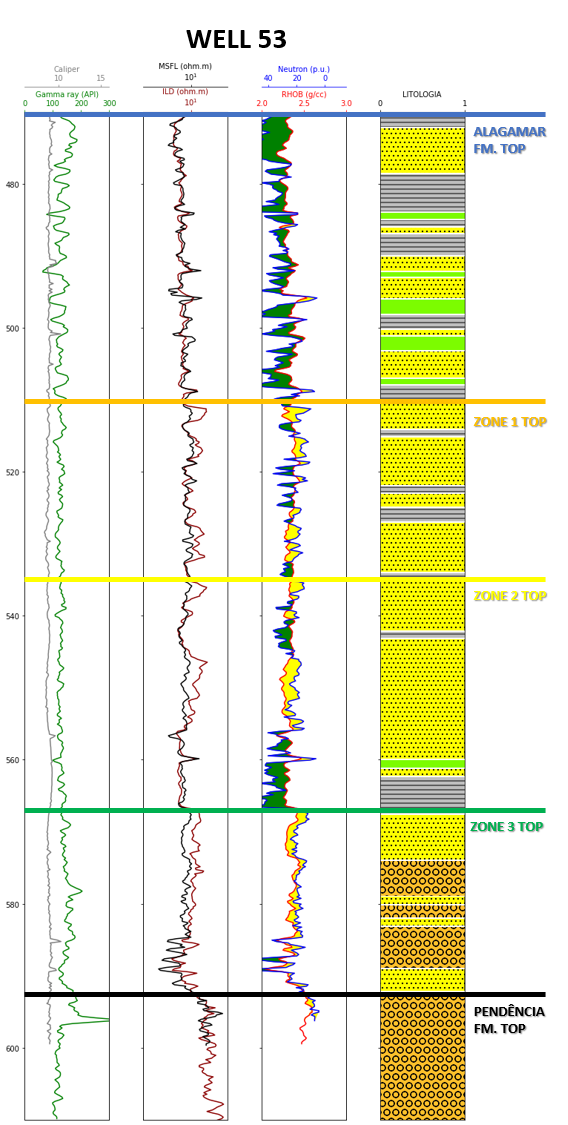 WELL 53
Caliper
10 15
Gamma ray (API)
0 100 200 300
MSFL (ohm.m)
10¹
ILD (ohm.m)
10¹
Neutron (p.u.)
40 20 0
RHOB (g/cc)
2.0 2.5 3.0
LITOLOGIA
0 1
ALAGAMAR
FM. TOP
480
500
ZONE 1 TOP
520
ZONE 2 TOP
540
560
ZONE 3 TOP
580
PENDÊNCIA
FM. TOP
600